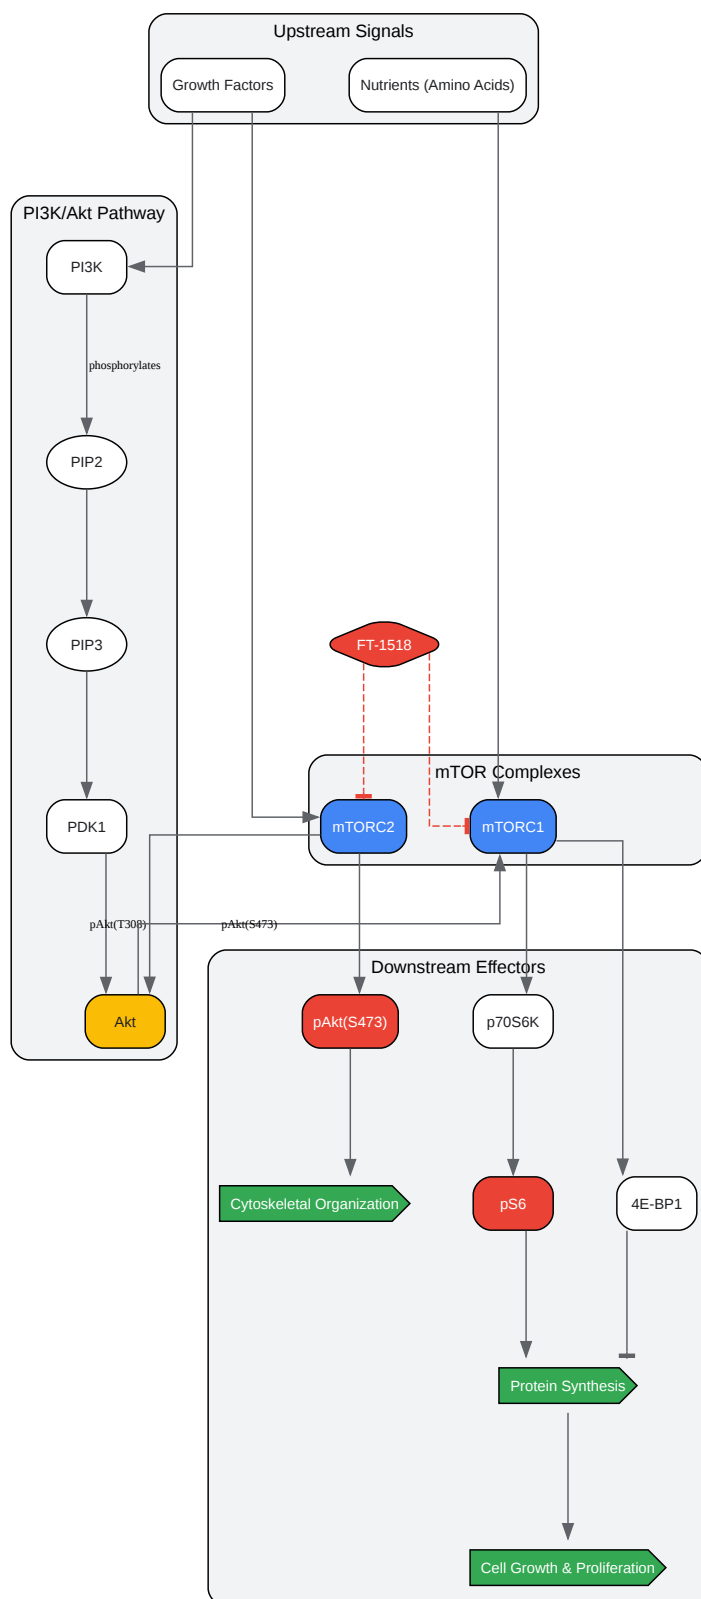 Upstream Signals
Growth Factors
Nutrients (Amino Acids)
PI3K/Akt Pathway
PI3K
phosphorylates
PIP2
PIP3
FT-1518
mTOR Complexes
PDK1
mTORC2
mTORC1
pAkt(T308)
pAkt(S473)
Downstream Effectors
Akt
pAkt(S473)
p70S6K
Cytoskeletal Organization
pS6
4E-BP1
Protein Synthesis
Cell Growth & Proliferation